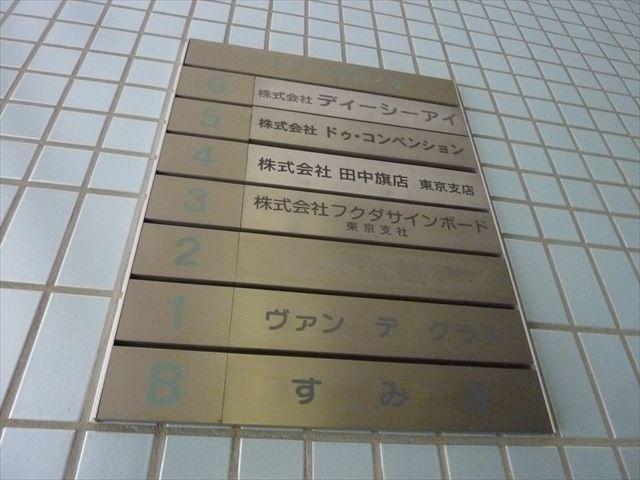 6 株式会社 ディーシーアイ
5 株式会社 ドゥ・コンベンション
4 株式会社 田中旗店 東京支店
3 株式会社フクダサインボード
東京支社
2
1 ヴァン デ グラス
B すみ